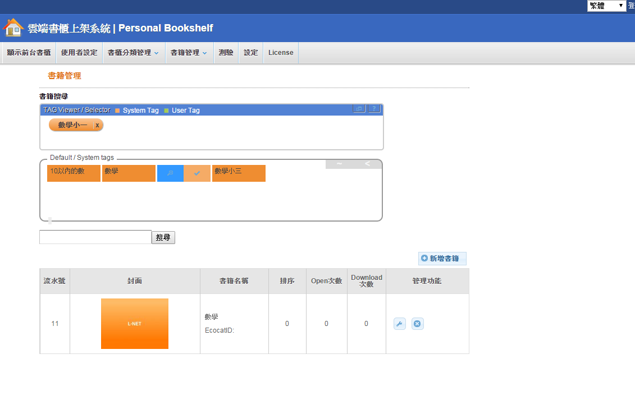 繁體
雲端書櫃上架系統 | Personal Bookshelf
顯示前台書櫃 使用者設定 書櫃分類管理 書籍管理 測驗 設定 License
書籍管理
書籍搜尋
TAG Viewer / Selector System Tag User Tag
數學小一 x
Default / System tags
10以內的數 數學 數學小三
搜尋
新增書籍
流水號 封面 書籍名稱 排序 Open次數 Download次數 管理功能
11 L-NET 數學 0 0 0
EcocatID: